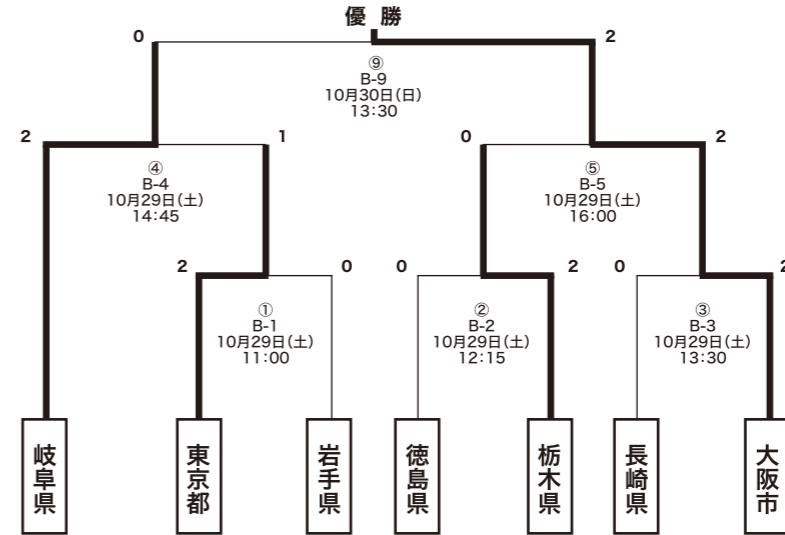 優 勝
0
2
⑨
B-9
10月30日(日)
13:30
2
1
0
2
④
B-4
10月29日(土)
14:45
⑤
B-5
10月29日(土)
16:00
2
0
0
2
0
2
①
B-1
10月29日(土)
11:00
②
B-2
10月29日(土)
12:15
③
B-3
10月29日(土)
13:30
岐阜県
東京都
岩手県
徳島県
栃木県
長崎県
大阪市